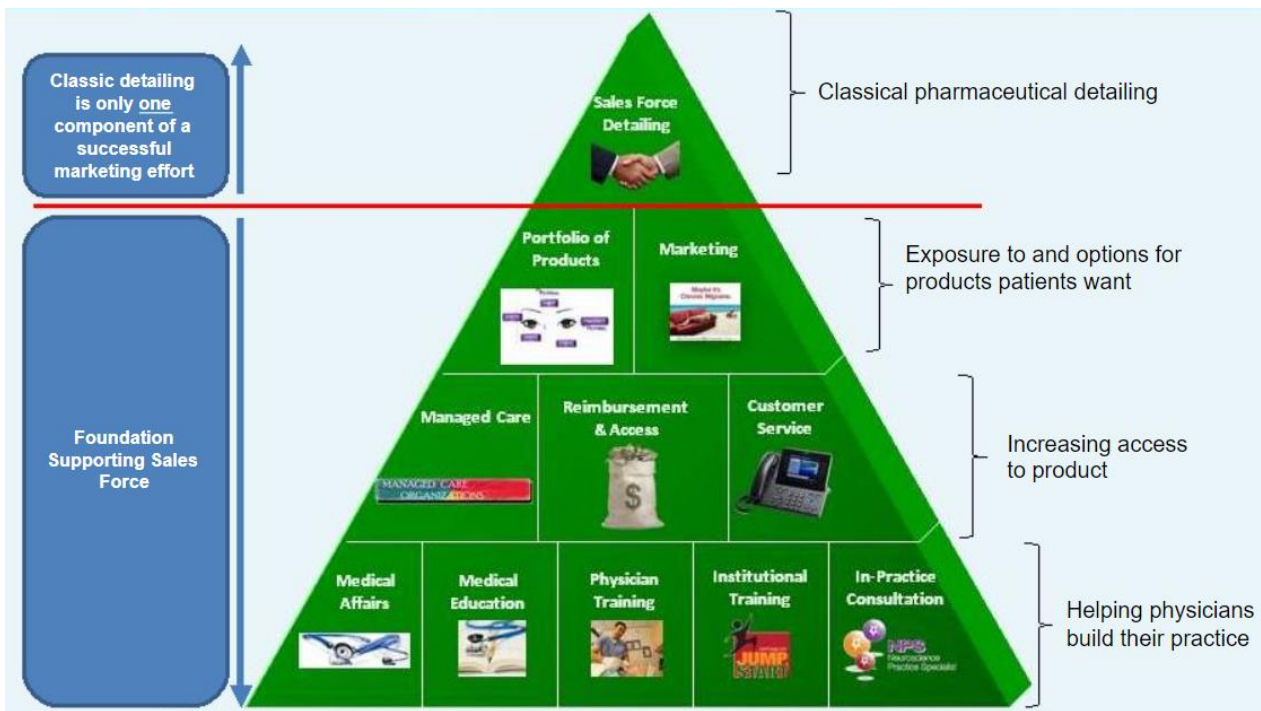 Classic detailing
is only one
component of a
successful
marketing effort
Sales Force
Detailing
Classical pharmaceutical detailing
Foundation
Supporting Sales
Force
Portfolio of
Products
Marketing
Exposure to and options for
products patients want
Managed Care
MANAGED CARE
ORGANIZATIONS
Reimbursement
& Access
$
Customer
Service
Increasing access
to product
Medical
Affairs
Medical
Education
Physician
Training
Institutional
Training
JUMP
START
In-Practice
Consultation
NPS
Neuroscience
Practice Specialist
Helping physicians
build their practice